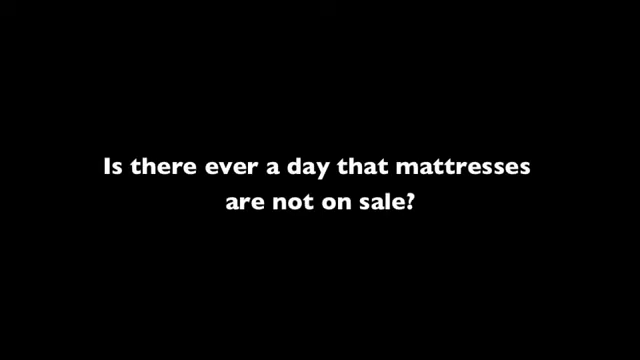 Is there ever a day that mattresses
are not on sale?